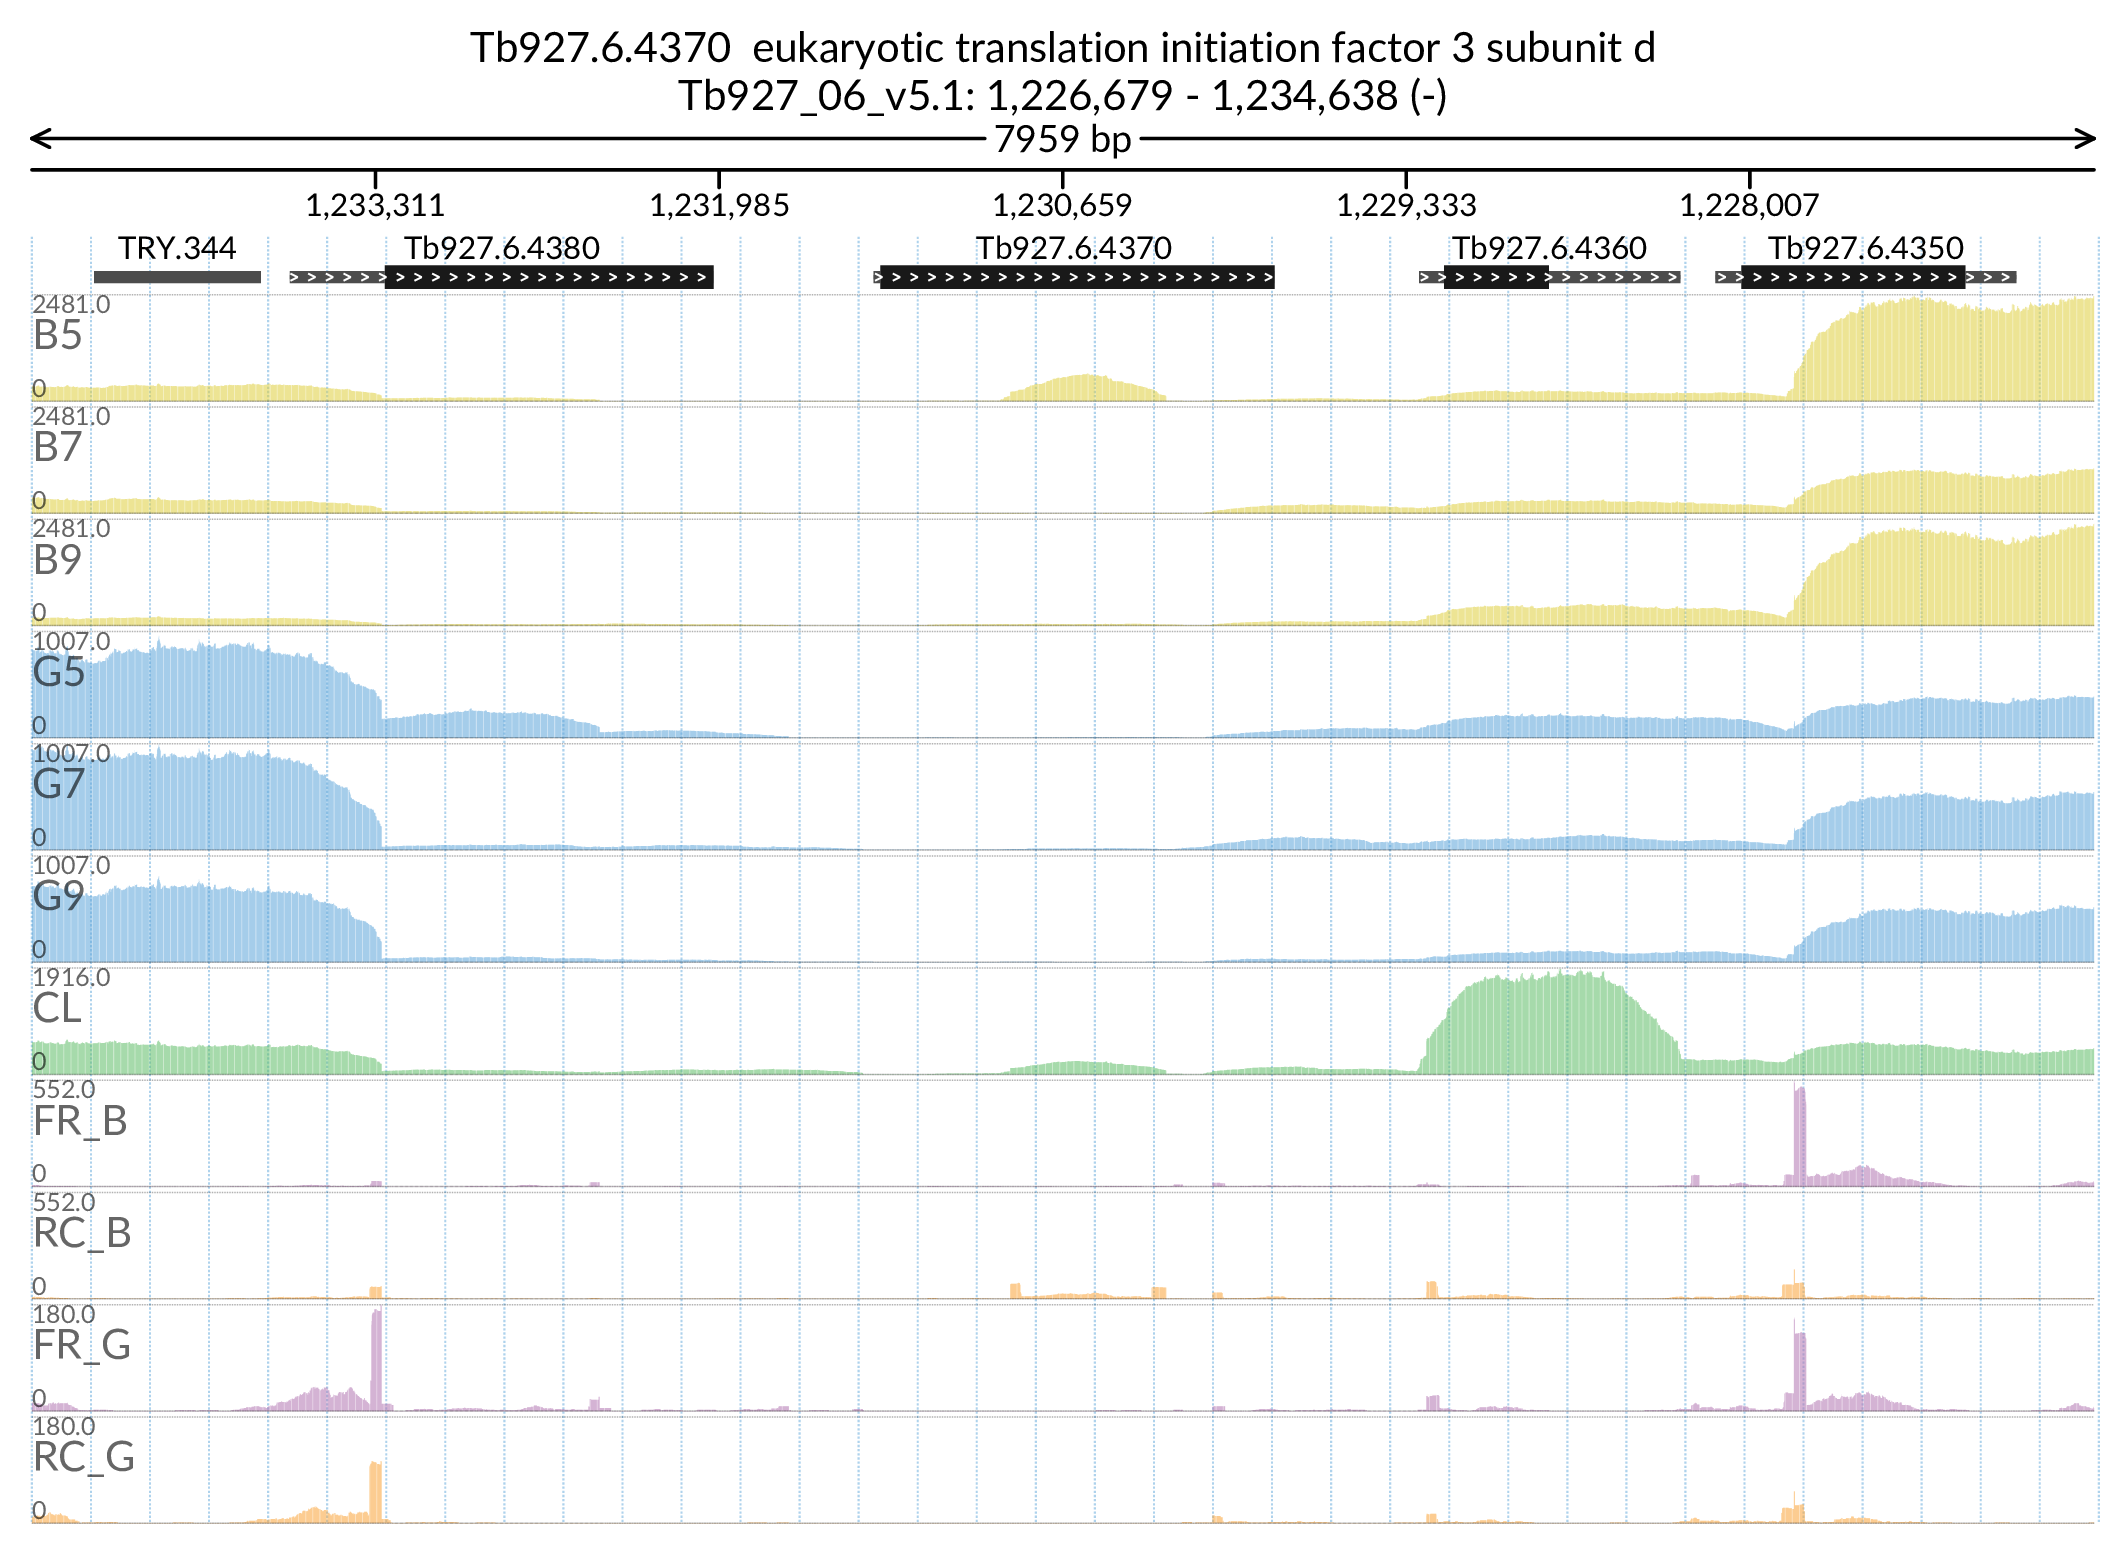 Tb927.6.4370  eukaryotic translation initiation factor 3 subunit d
Tb927_06_v5.1: 1,226,679 - 1,234,638 (-)
7959 bp
1,233,311 1,231,985 1,230,659 1,229,333 1,228,007
TRY.344 Tb927.6.4380 Tb927.6.4370 Tb927.6.4360 Tb927.6.4350
2481.0
B5
0
2481.0
B7
0
2481.0
B9
0
1007.0
G5
0
1007.0
G7
0
1007.0
G9
0
1916.0
CL
0
552.0
FR_B
0
552.0
RC_B
0
180.0
FR_G
0
180.0
RC_G
0